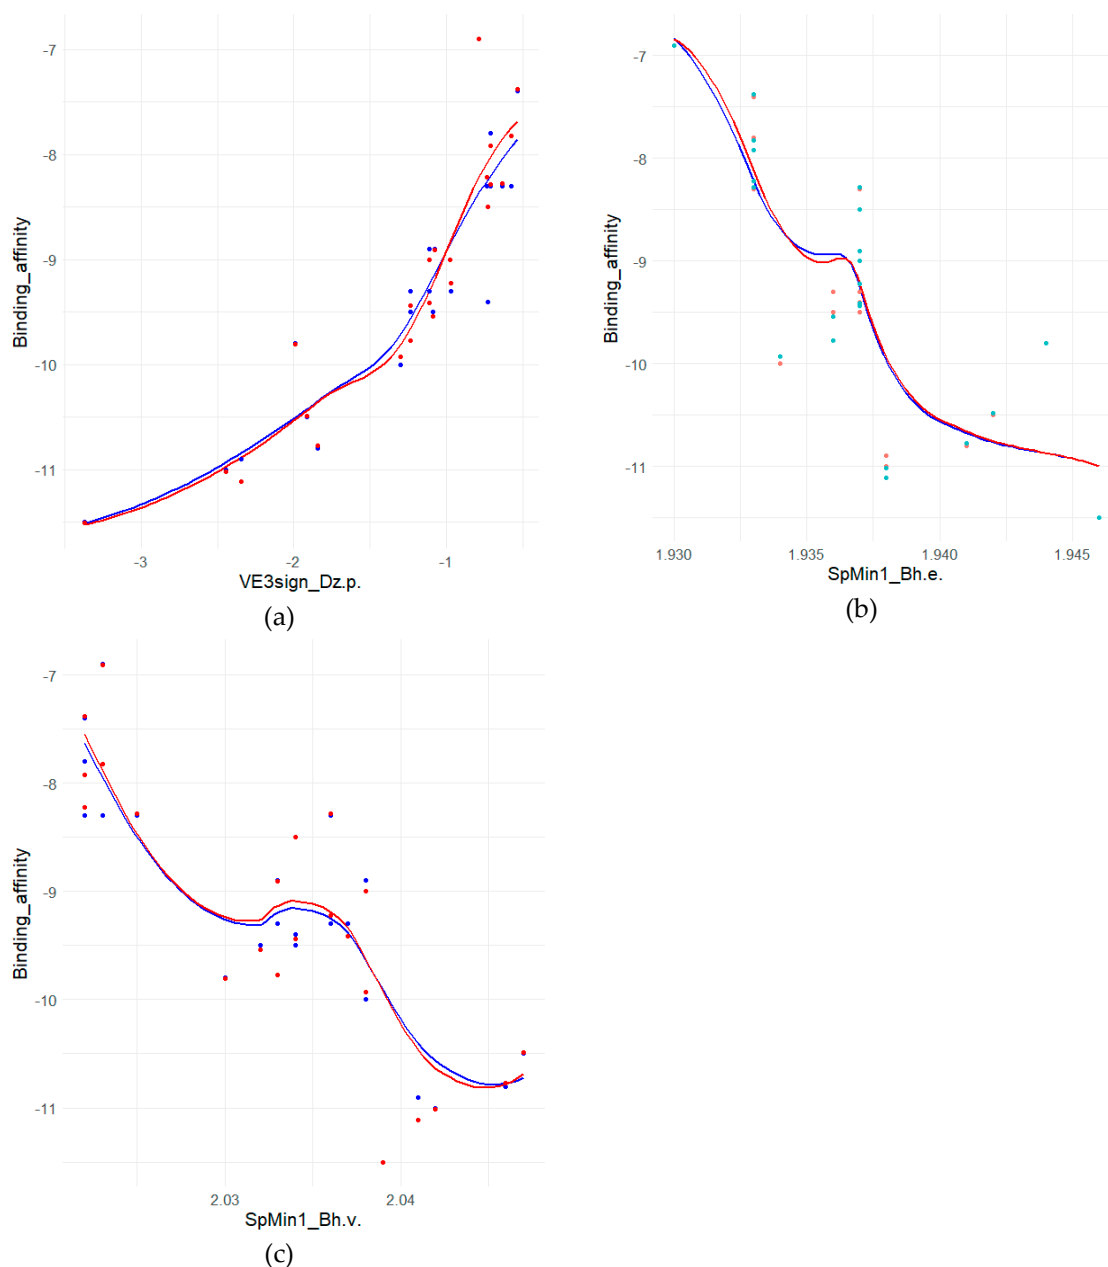 -7
-8
-9
-10
-11
Binding_affinity
-3
-2
-1
VE3sign_Dz.p.
(a)
-7
-8
-9
-10
-11
Binding_affinity
1.930
1.935
1.940
1.945
SpMin1_Bh.e.
(b)
-7
-8
-9
-10
-11
Binding_affinity
2.03
2.04
SpMin1_Bh.v.
(c)